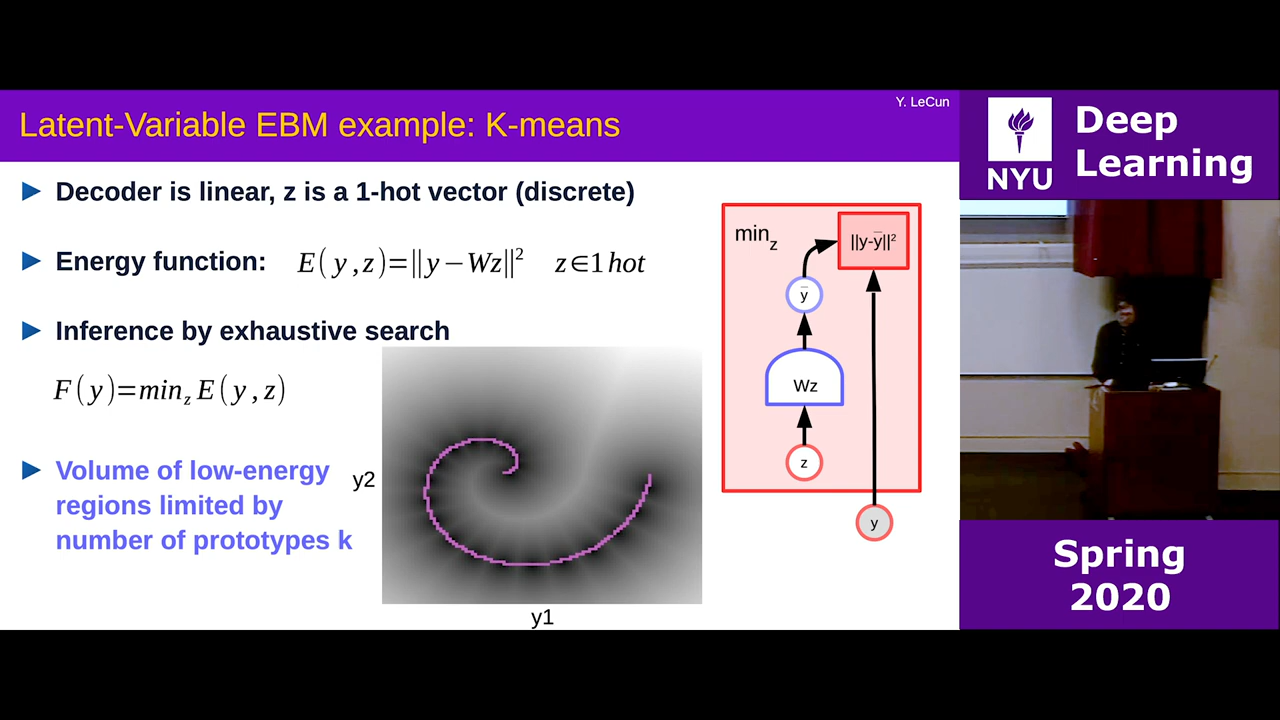 Y. LeCun
Latent-Variable EBM example: K-means
Decoder is linear, z is a 1-hot vector (discrete)
Energy function: E(y,z)=||y−Wz||² z∈1hot
Inference by exhaustive search
F(y)=min_z E(y,z)
Volume of low-energy
regions limited by
number of prototypes k
y2
y1
min_z
||y-ȳ||²
ȳ
Wz
z
y
NYU
Deep
Learning
Spring
2020